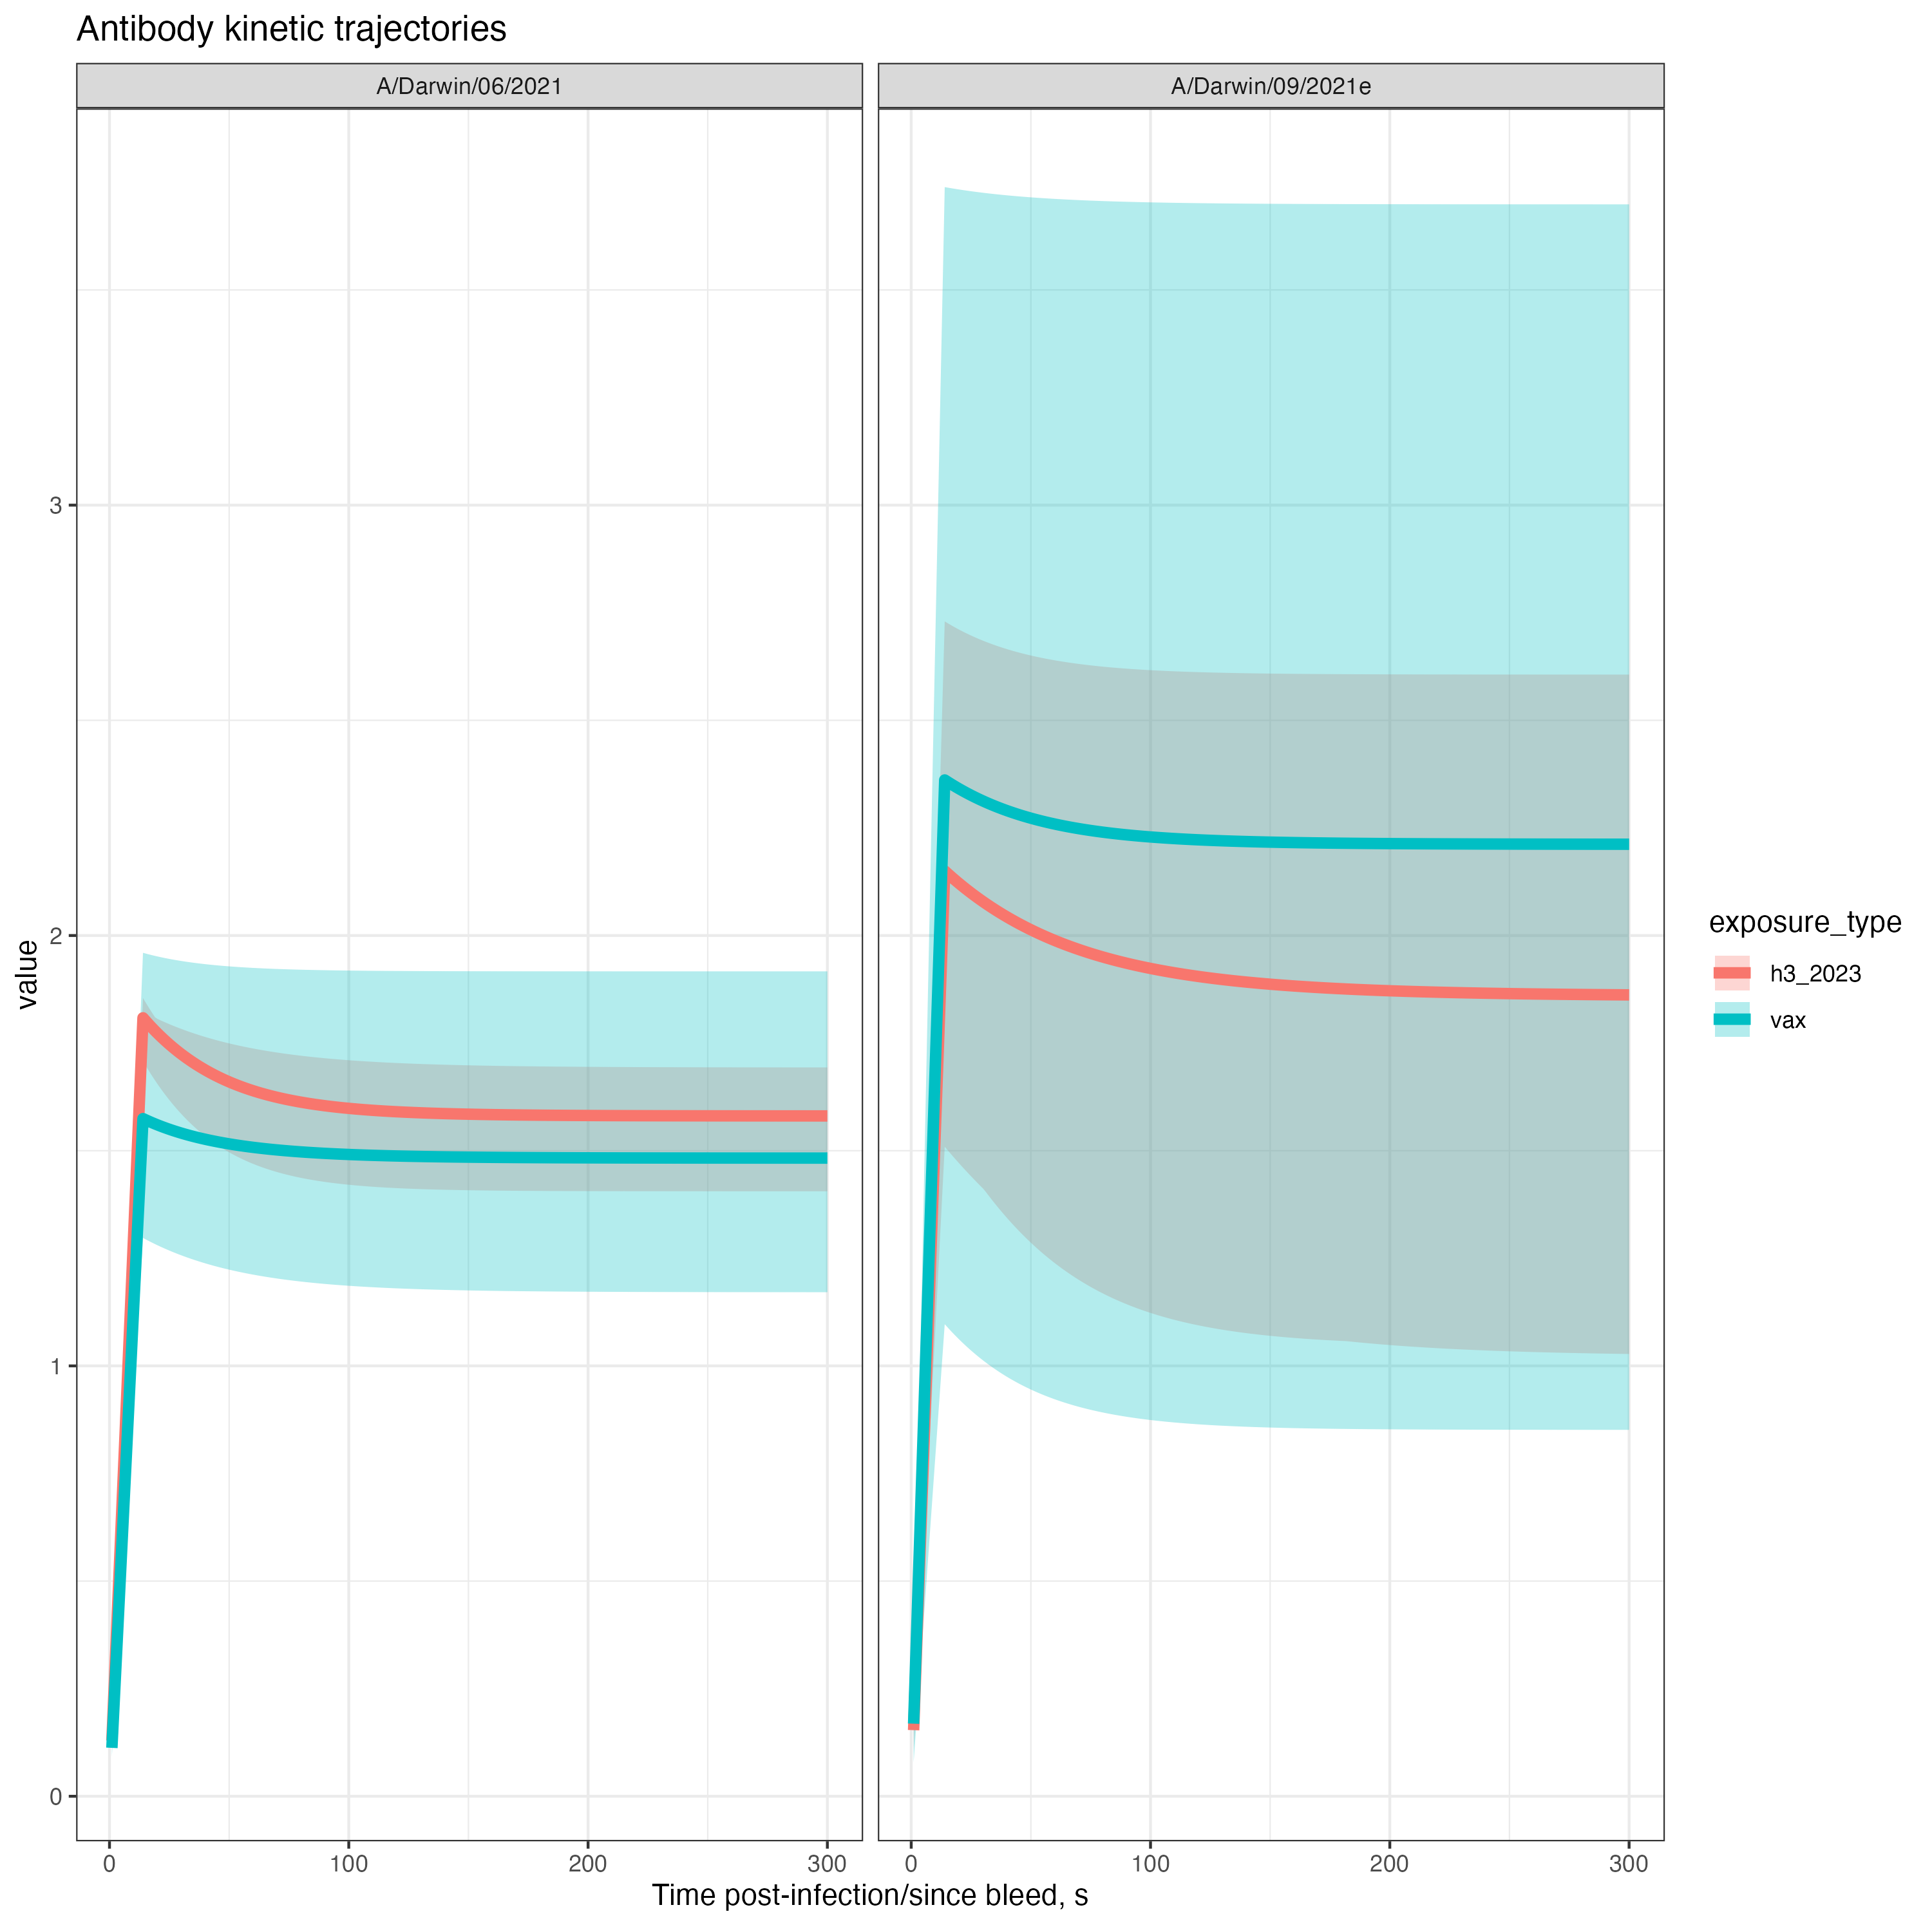 Antibody kinetic trajectories
A/Darwin/06/2021
A/Darwin/09/2021e
value
3
2
1
0
0 100 200 300
0 100 200 300
Time post-infection/since bleed, s
exposure_type
h3_2023
vax